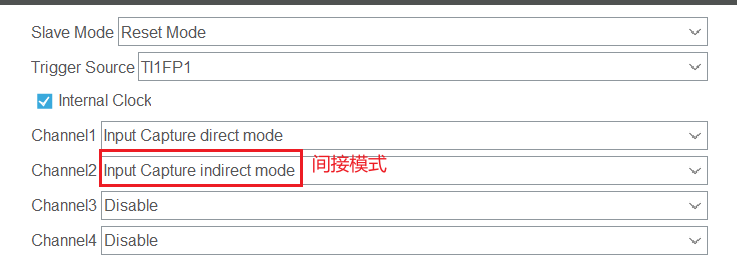 Slave Mode Reset Mode
Trigger Source TI1FP1
Internal Clock
Channel1 Input Capture direct mode
Channel2 Input Capture indirect mode 间接模式
Channel3 Disable
Channel4 Disable